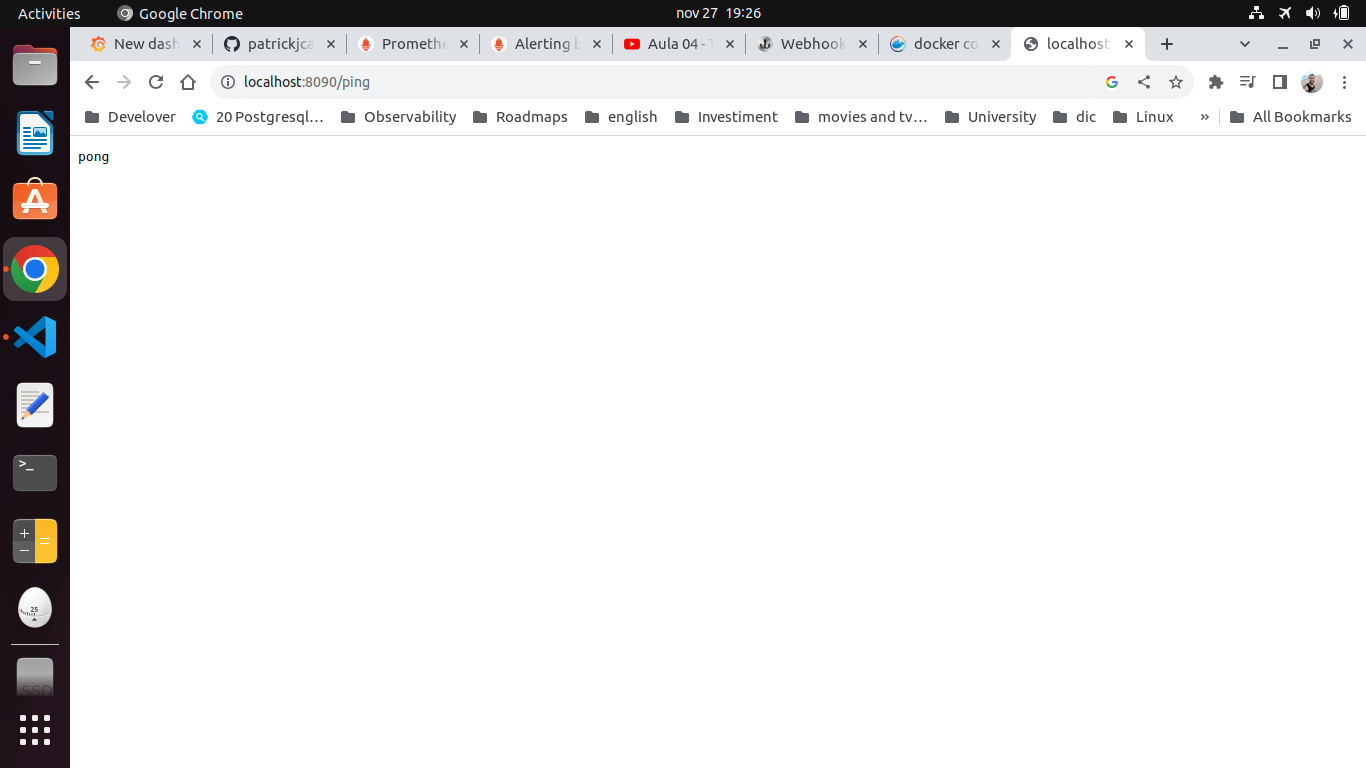 Activities Google Chrome nov 27 19:26
New dash patrickjca Promethe Alerting b Aula 04 - T Webhook docker co localhost:
localhost:8090/ping
Develover 20 Postgresql... Observability Roadmaps english Investiment movies and tv... University dic Linux » All Bookmarks
pong
>_
25
SSD